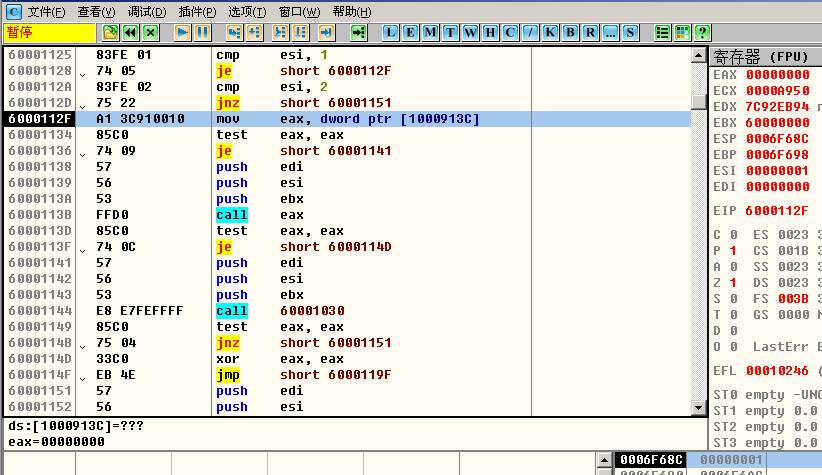 C 文件(F) 查看(V) 调试(D) 插件(P) 选项(T) 窗口(W) 帮助(H)
暂停 L E M T W H C / K B R ... S ?
60001125 83FE 01 cmp esi, 1
60001128 74 05 je short 6000112F
6000112A 83FE 02 cmp esi, 2
6000112D 75 22 jnz short 60001151
6000112F A1 3C910010 mov eax, dword ptr [1000913C]
60001134 85C0 test eax, eax
60001136 74 09 je short 60001141
60001138 57 push edi
60001139 56 push esi
6000113A 53 push ebx
6000113B FFD0 call eax
6000113D 85C0 test eax, eax
6000113F 74 0C je short 6000114D
60001141 57 push edi
60001142 56 push esi
60001143 53 push ebx
60001144 E8 E7FEFFFF call 60001030
60001149 85C0 test eax, eax
6000114B 75 04 jnz short 60001151
6000114D 33C0 xor eax, eax
6000114F EB 4E jmp short 6000119F
60001151 57 push edi
60001152 56 push esi
ds:[1000913C]=???
eax=00000000
寄存器 (FPU)
EAX 00000000
ECX 0000A950
EDX 7C92EB94
EBX 60000000
ESP 0006F68C
EBP 0006F698
ESI 00000001
EDI 00000000
EIP 6000112F
C 0 ES 0023
P 1 CS 001B
A 0 SS 0023
Z 1 DS 0023
S 0 FS 003B
T 0 GS 0000
D 0
O 0 LastErr
EFL 00010246
ST0 empty
ST1 empty 0.0
ST2 empty 0.0
ST3 empty 0.0
0006F68C 00000001